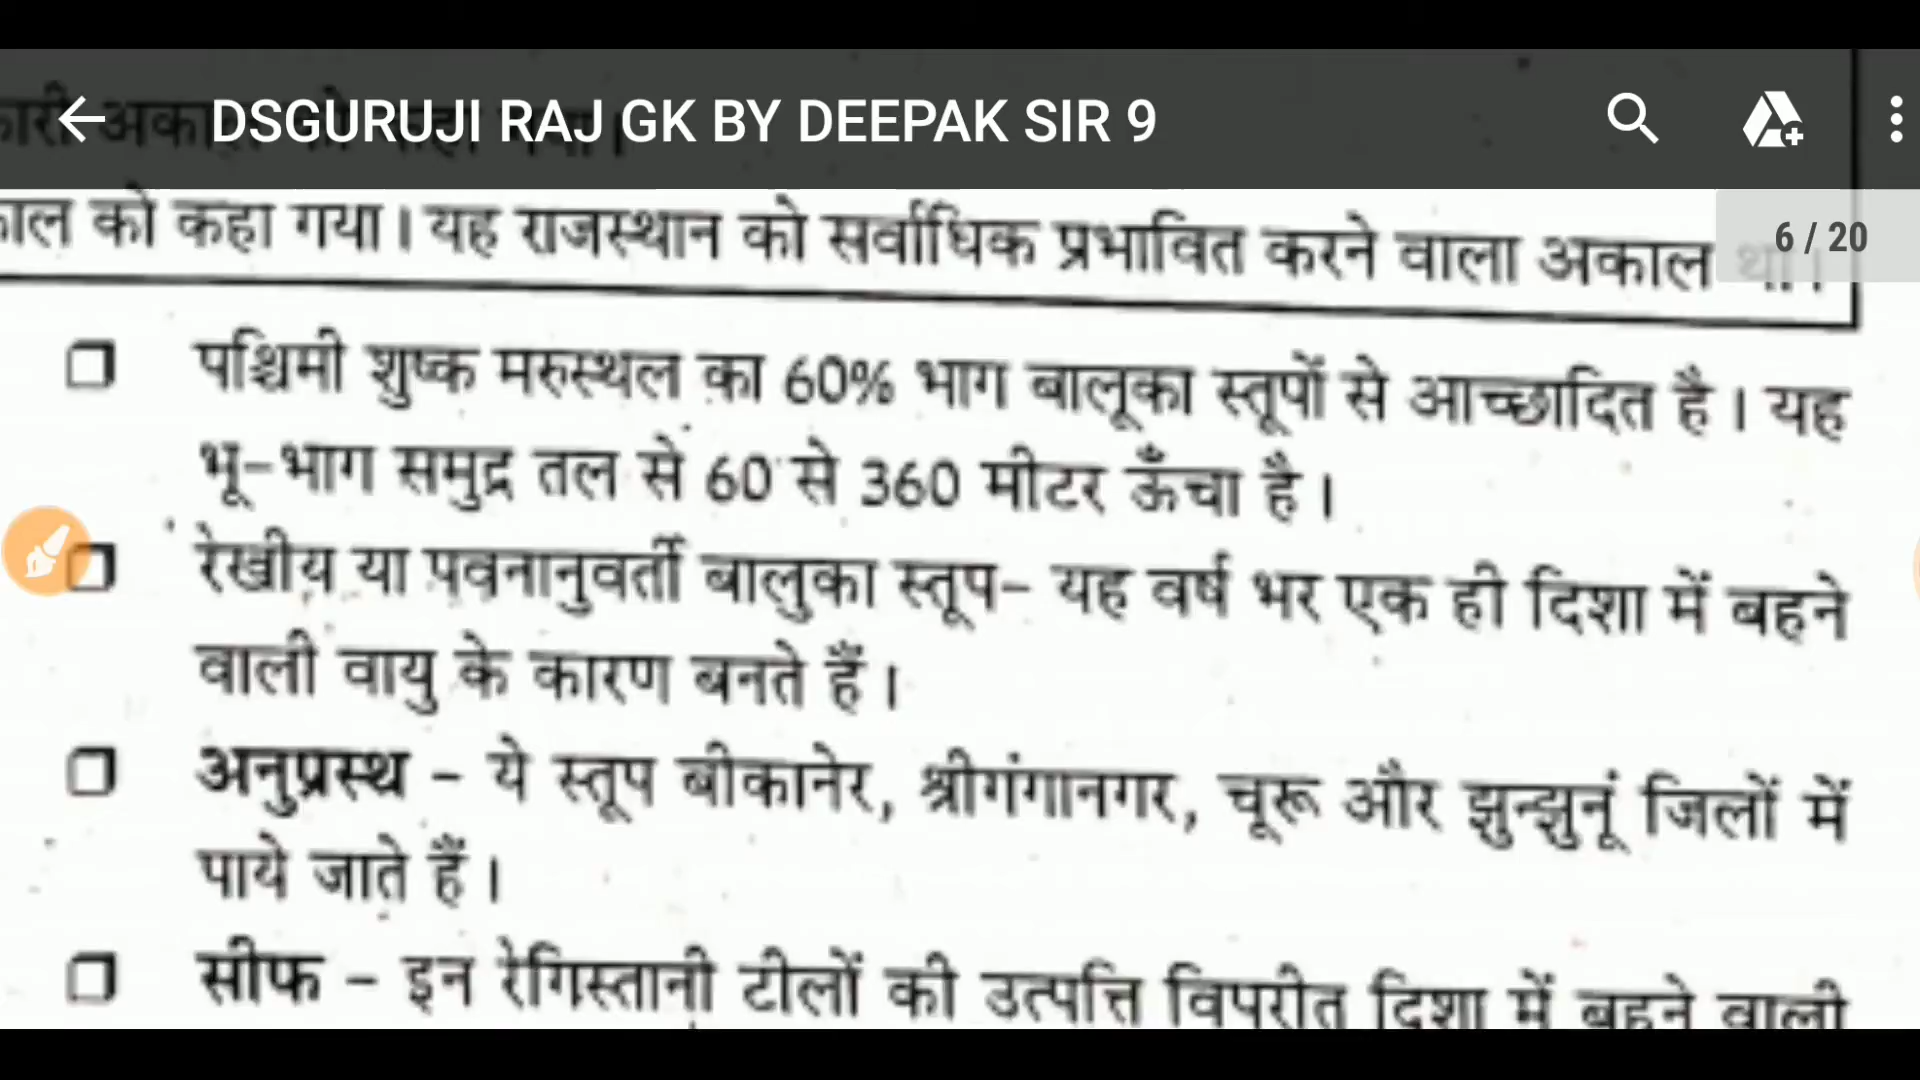 DSGURUJI RAJ GK BY DEEPAK SIR 9
6 / 20
को कहा गया। यह राजस्थान को सर्वाधिक प्रभावित करने वाला अकाल था।
पश्चिमी शुष्क मरुस्थल का 60% भाग बालूका स्तूपों से आच्छादित है। यह
भू-भाग समुद्र तल से 60 से 360 मीटर ऊँचा है।
रेखीय या पवनानुवर्ती बालुका स्तूप- यह वर्ष भर एक ही दिशा में बहने
वाली वायु के कारण बनते हैं।
अनुप्रस्थ - ये स्तूप बीकानेर, श्रीगंगानगर, चूरू और झुन्झुनूं जिलों में
पाये जाते हैं।
सीफ - इन रेगिस्तानी टीलों की उत्पत्ति विपरीत दिशा में बहने वाली